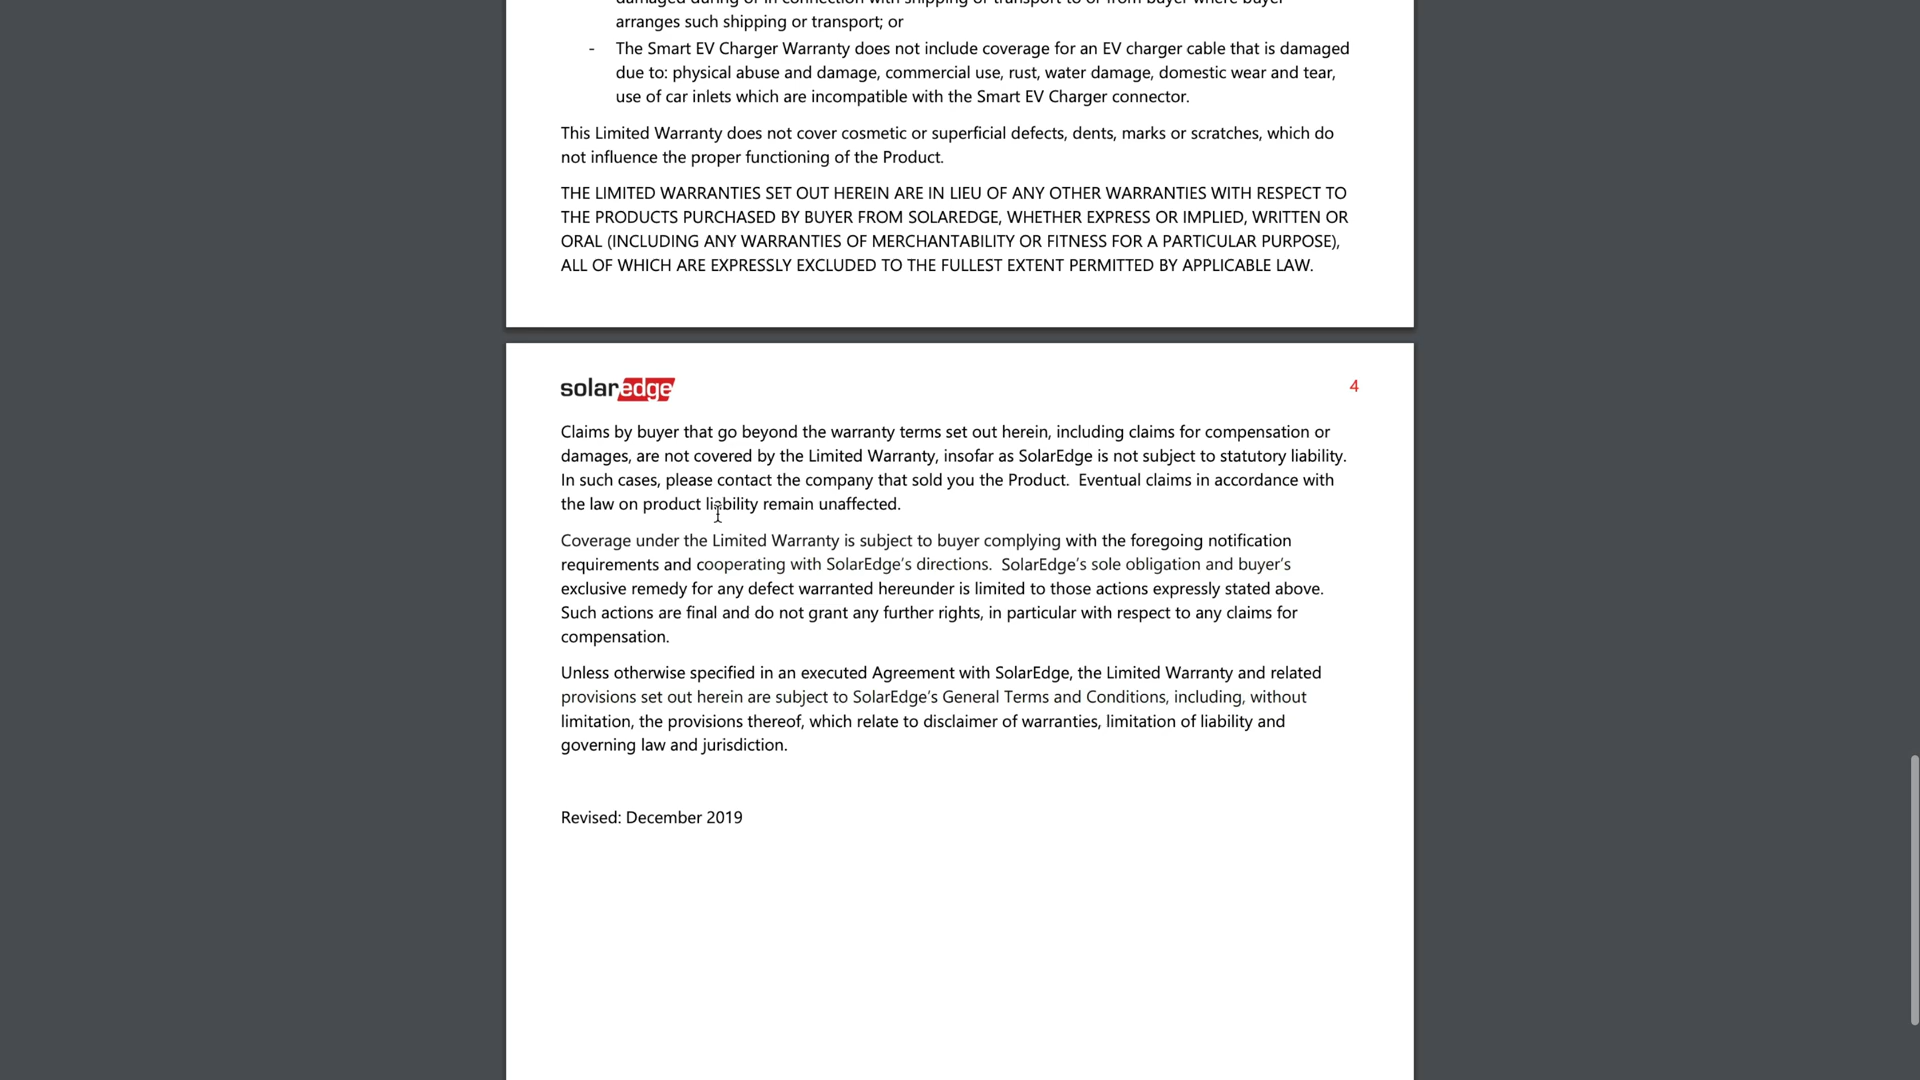 damaged during or in connection with shipping or transport to or from buyer where buyer
arranges such shipping or transport; or
- The Smart EV Charger Warranty does not include coverage for an EV charger cable that is damaged
due to: physical abuse and damage, commercial use, rust, water damage, domestic wear and tear,
use of car inlets which are incompatible with the Smart EV Charger connector.
This Limited Warranty does not cover cosmetic or superficial defects, dents, marks or scratches, which do
not influence the proper functioning of the Product.
THE LIMITED WARRANTIES SET OUT HEREIN ARE IN LIEU OF ANY OTHER WARRANTIES WITH RESPECT TO
THE PRODUCTS PURCHASED BY BUYER FROM SOLAREDGE, WHETHER EXPRESS OR IMPLIED, WRITTEN OR
ORAL (INCLUDING ANY WARRANTIES OF MERCHANTABILITY OR FITNESS FOR A PARTICULAR PURPOSE),
ALL OF WHICH ARE EXPRESSLY EXCLUDED TO THE FULLEST EXTENT PERMITTED BY APPLICABLE LAW.
solaredge 4
Claims by buyer that go beyond the warranty terms set out herein, including claims for compensation or
damages, are not covered by the Limited Warranty, insofar as SolarEdge is not subject to statutory liability.
In such cases, please contact the company that sold you the Product.  Eventual claims in accordance with
the law on product liability remain unaffected.
Coverage under the Limited Warranty is subject to buyer complying with the foregoing notification
requirements and cooperating with SolarEdge's directions.  SolarEdge's sole obligation and buyer's
exclusive remedy for any defect warranted hereunder is limited to those actions expressly stated above.
Such actions are final and do not grant any further rights, in particular with respect to any claims for
compensation.
Unless otherwise specified in an executed Agreement with SolarEdge, the Limited Warranty and related
provisions set out herein are subject to SolarEdge's General Terms and Conditions, including, without
limitation, the provisions thereof, which relate to disclaimer of warranties, limitation of liability and
governing law and jurisdiction.
Revised: December 2019